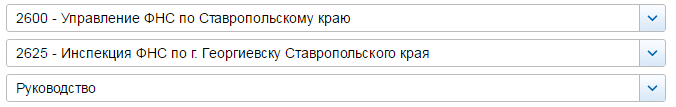 2600 - Управление ФНС по Ставропольскому краю
2625 - Инспекция ФНС по г. Георгиевску Ставропольского края
Руководство